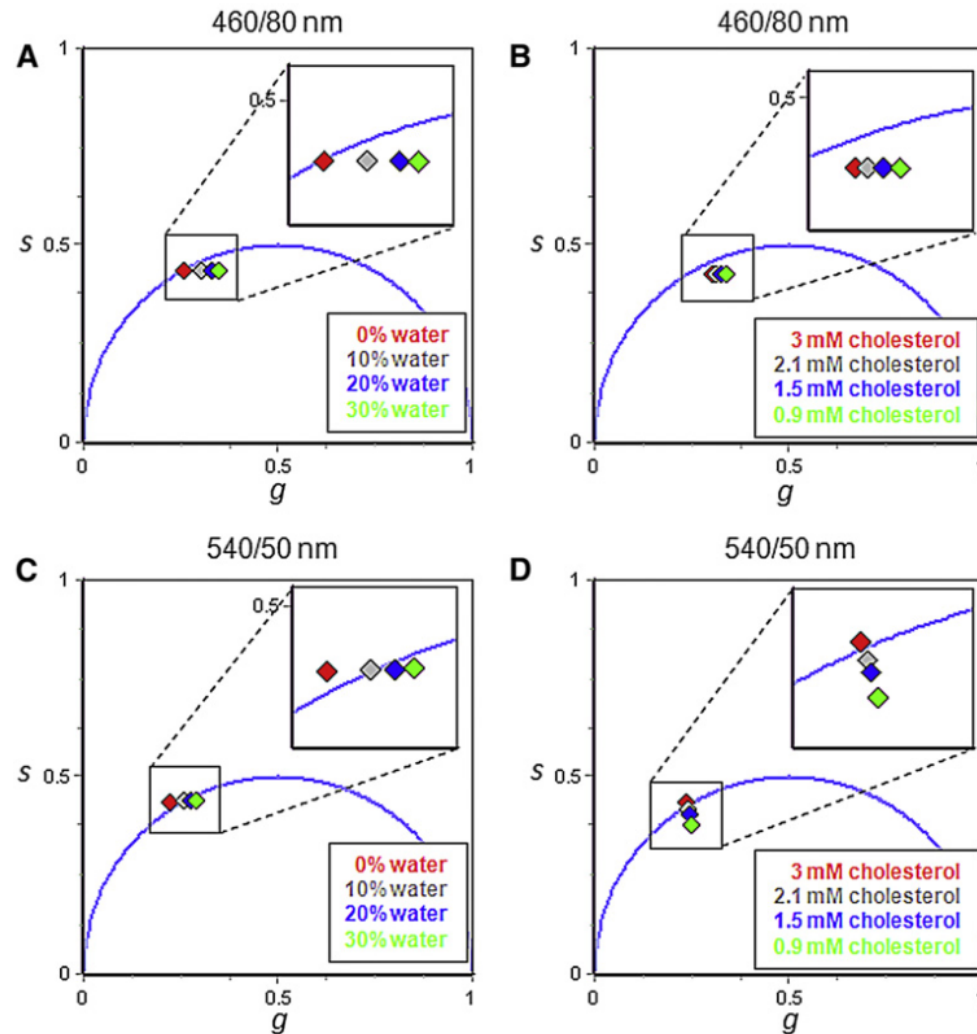 460/80 nm
A
1
0.5
S 0.5
0% water
10% water
20% water
30% water
0
0 0.5 1
g
460/80 nm
B
1
0.5
S 0.5
3 mM cholesterol
2.1 mM cholesterol
1.5 mM cholesterol
0.9 mM cholesterol
0
0 0.5 1
g
540/50 nm
C
1
0.5
S 0.5
0% water
10% water
20% water
30% water
0
0 0.5 1
g
540/50 nm
D
1
S 0.5
3 mM cholesterol
2.1 mM cholesterol
1.5 mM cholesterol
0.9 mM cholesterol
0
0 0.5 1
g